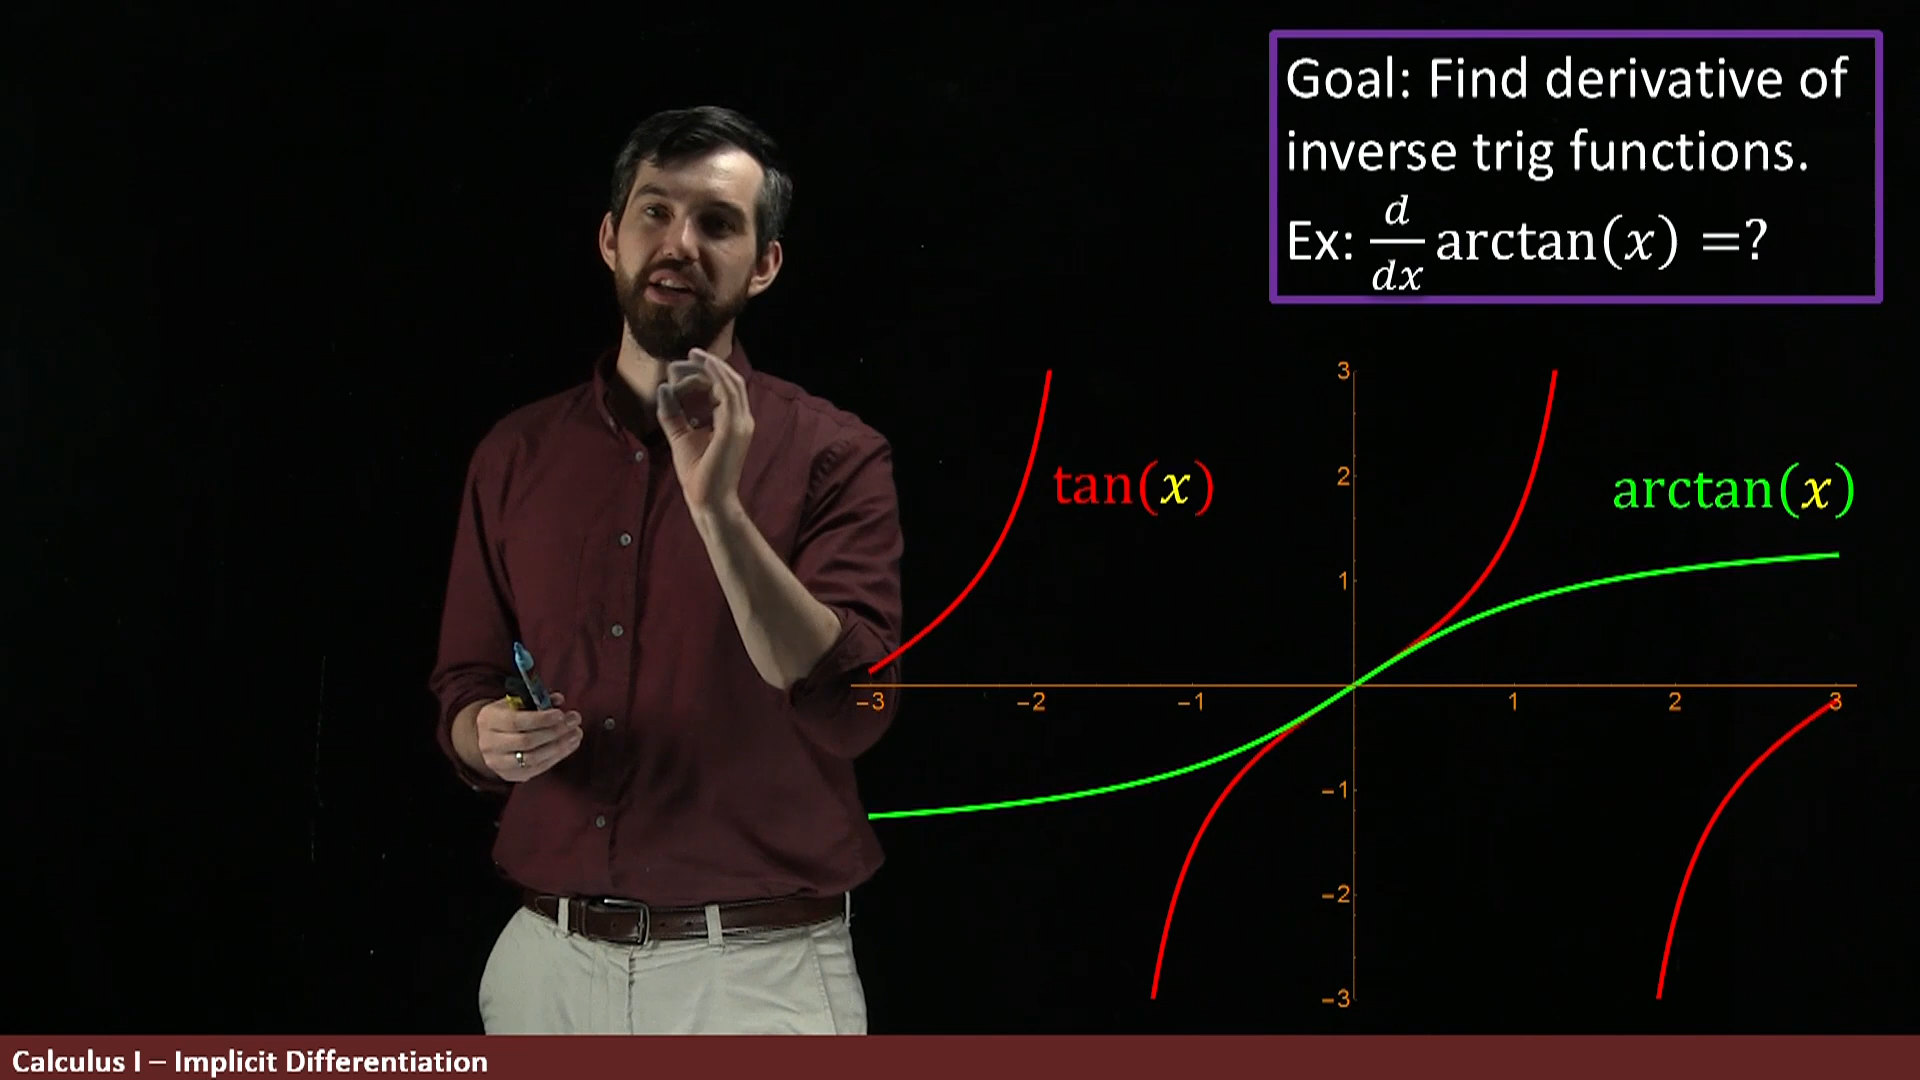 Goal: Find derivative of
inverse trig functions.
Ex: d/dx arctan(x) =?
tan(x)
arctan(x)
3
2
1
−3 −2 −1 1 2 3
−1
−2
−3
Calculus I – Implicit Differentiation